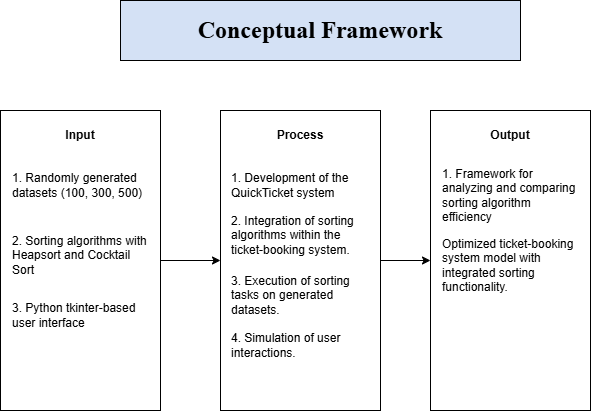 Conceptual Framework
Input
1. Randomly generated
datasets (100, 300, 500)
2. Sorting algorithms with
Heapsort and Cocktail
Sort
3. Python tkinter-based
user interface
Process
1. Development of the
QuickTicket system
2. Integration of sorting
algorithms within the
ticket-booking system.
3. Execution of sorting
tasks on generated
datasets.
4. Simulation of user
interactions.
Output
1. Framework for
analyzing and comparing
sorting algorithm
efficiency
Optimized ticket-booking
system model with
integrated sorting
functionality.